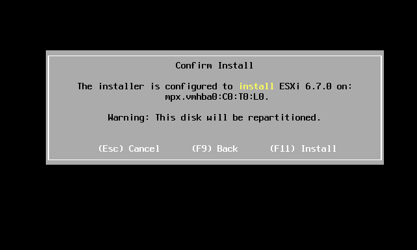 Confirm Install
The installer is configured to install ESXi 6.7.0 on:
mpx.vmhba0:C0:T0:L0.
Warning: This disk will be repartitioned.
(Esc) Cancel (F9) Back (F11) Install